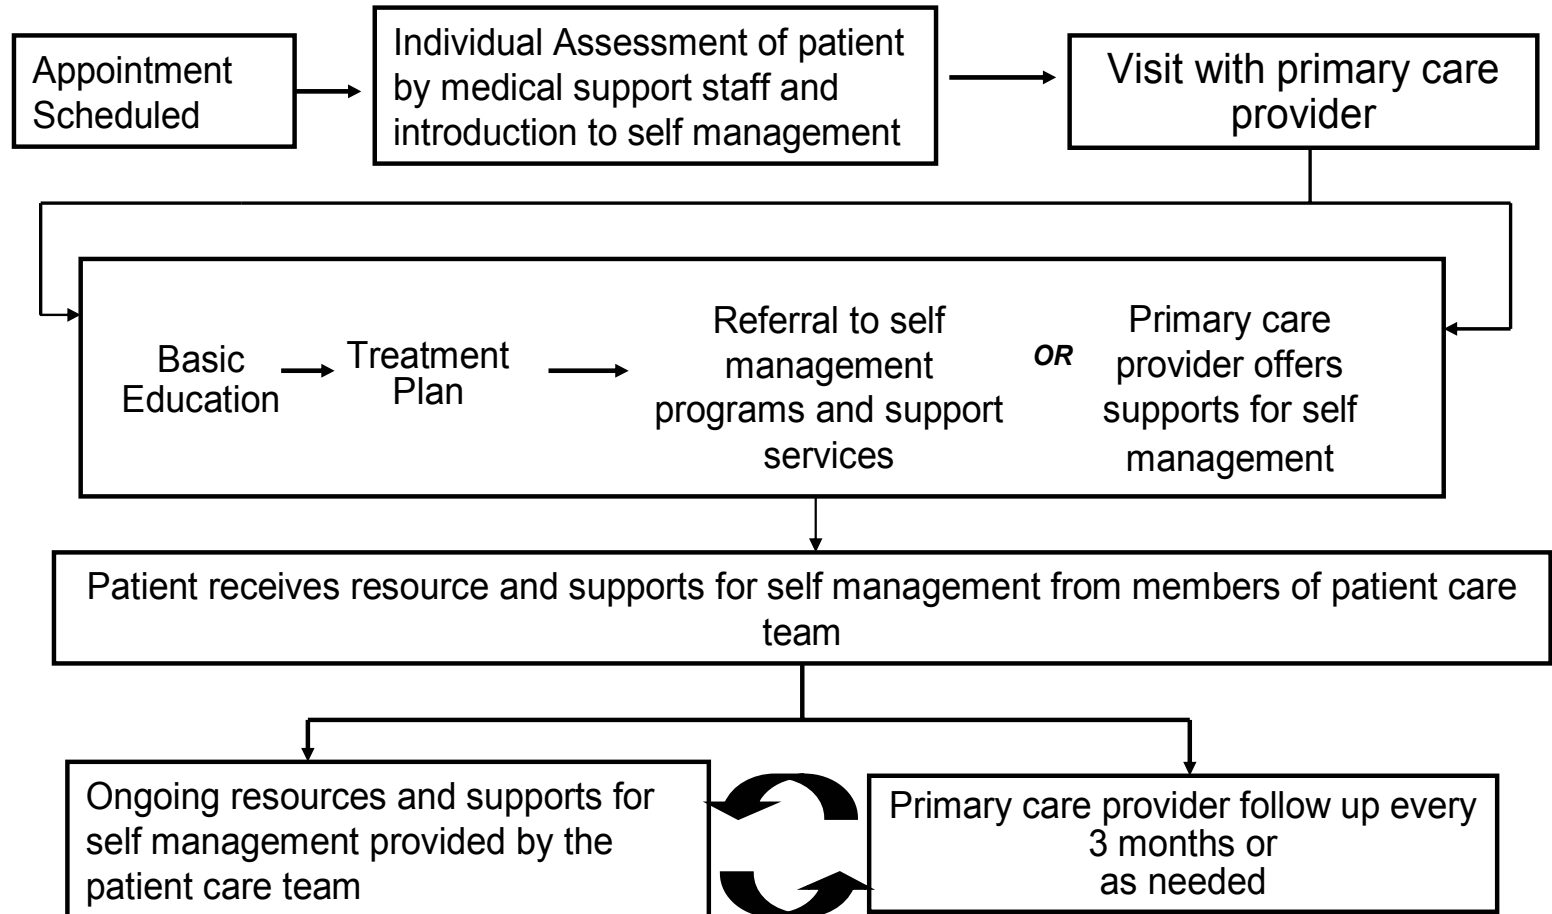 Appointment
Scheduled
Individual Assessment of patient
by medical support staff and
introduction to self management
Visit with primary care
provider
Basic
Education
Treatment
Plan
Referral to self
management
programs and support
services
OR
Primary care
provider offers
supports for self
management
Patient receives resource and supports for self management from members of patient care
team
Ongoing resources and supports for
self management provided by the
patient care team
Primary care provider follow up every
3 months or
as needed